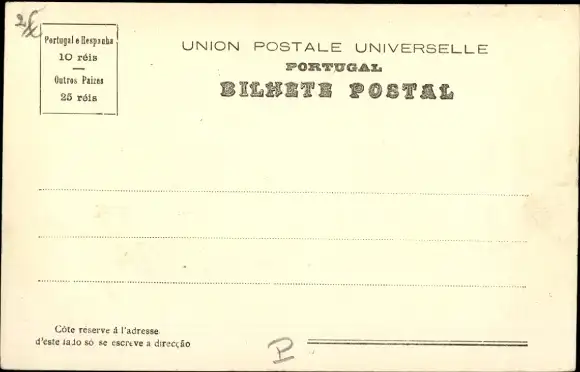 Portugal e Hespanha
10 réis
Outros Paizes
25 réis
UNION POSTALE UNIVERSELLE
PORTUGAL
BILHETE POSTAL
Côte réservé á l'adresse
d'este lado só se escreve a direcção
P